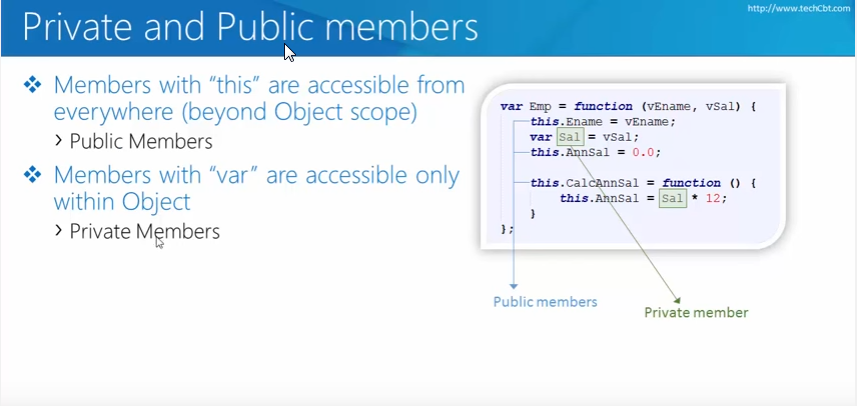 http://www.techCbt.com
Private and Public members
❖ Members with “this” are accessible from
everywhere (beyond Object scope)
› Public Members
❖ Members with “var” are accessible only
within Object
› Private Members
var Emp = function (vEname, vSal) {
this.Ename = vEname;
var Sal = vSal;
this.AnnSal = 0.0;
this.CalcAnnSal = function () {
this.AnnSal = Sal * 12;
}
};
Public members
Private member